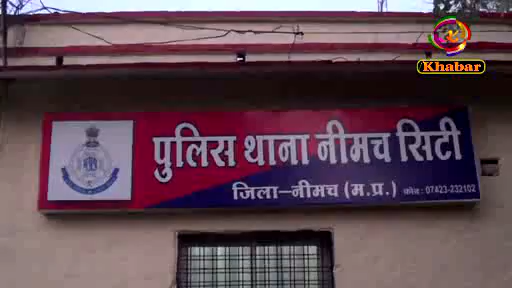 Khabar
पुलिस थाना नीमच सिटी
जिला-नीमच (म.प्र.) फोन : 07423-232102